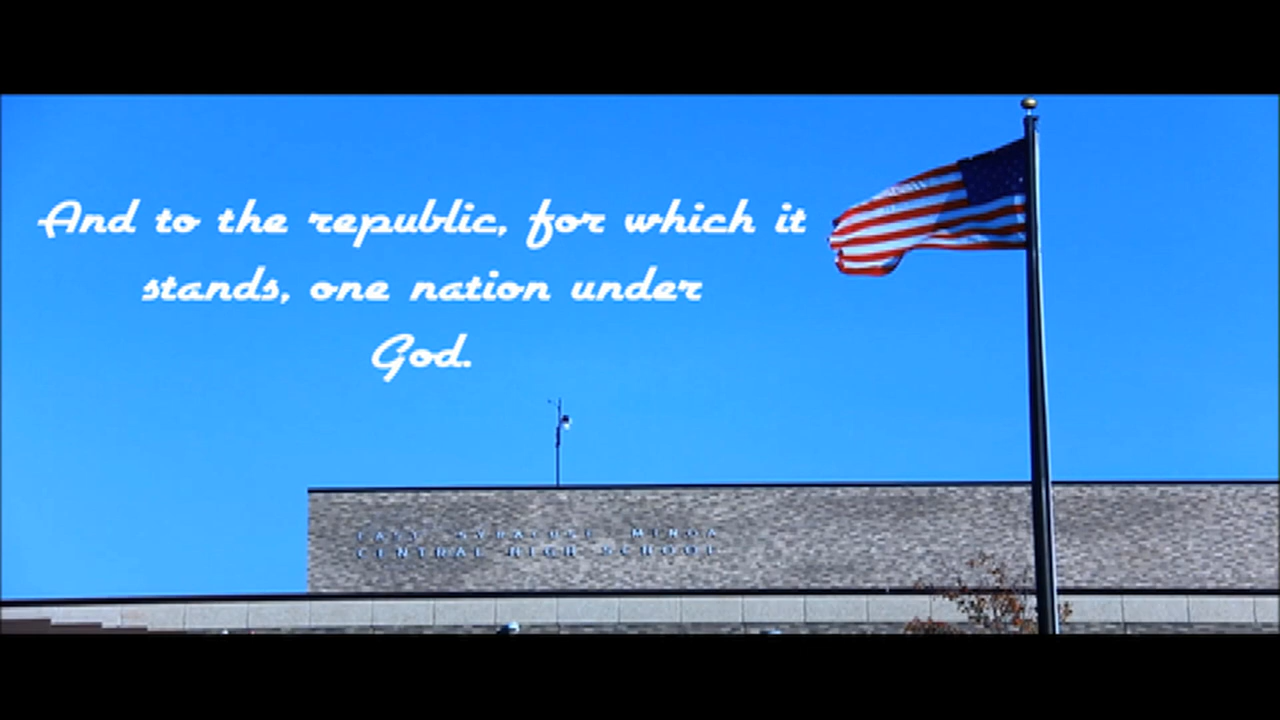 And to the republic, for which it
stands, one nation under
God.
EAST SYRACUSE MINOA
CENTRAL HIGH SCHOOL